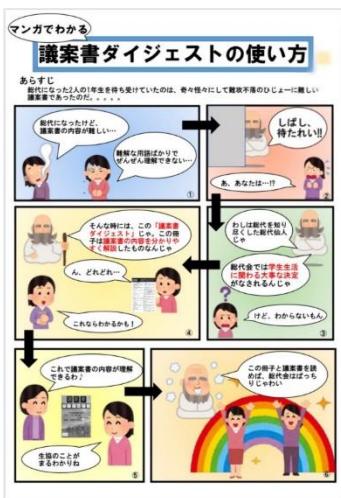 マンガでわかる
議案書ダイジェストの使い方
あらすじ
総代になった2人の1年生を待ち受けていたのは、奇々怪々にして難攻不落のひじょーに難しい
議案書であったのだ。。。。。
総代になったけど、
議案書の内容が難しい…
難解な用語ばかりで
ぜんぜん理解できない…
①
しばし、
待たれい!!
あ、あなたは…!?
②
わしは総代を知り
尽くした総代仙人
じゃ
総代会では学生生活
に関わる大事な決定
がなされるんじゃ
けど、わからないもん
③
そんな時には、この「議案書
ダイジェスト」じゃ。この冊
子は議案書の内容を分かりや
すく解説したものなんじゃ
ん、どれどれ…
これならわかるかも!
④
これで議案書の内容が理解
できるわ♪
生協のことが
まるわかりね
⑤
この冊子と議案書を読
めば、総代会はばっち
りじゃわい
⑥